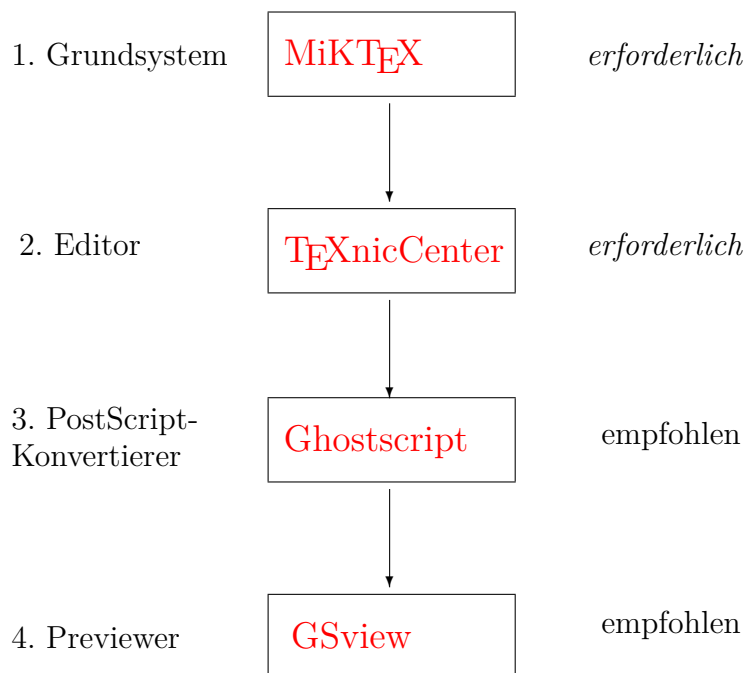 1. Grundsystem MiKTEX erforderlich
2. Editor TEXnicCenter erforderlich
3. PostScript-
Konvertierer Ghostscript empfohlen
4. Previewer GSview empfohlen